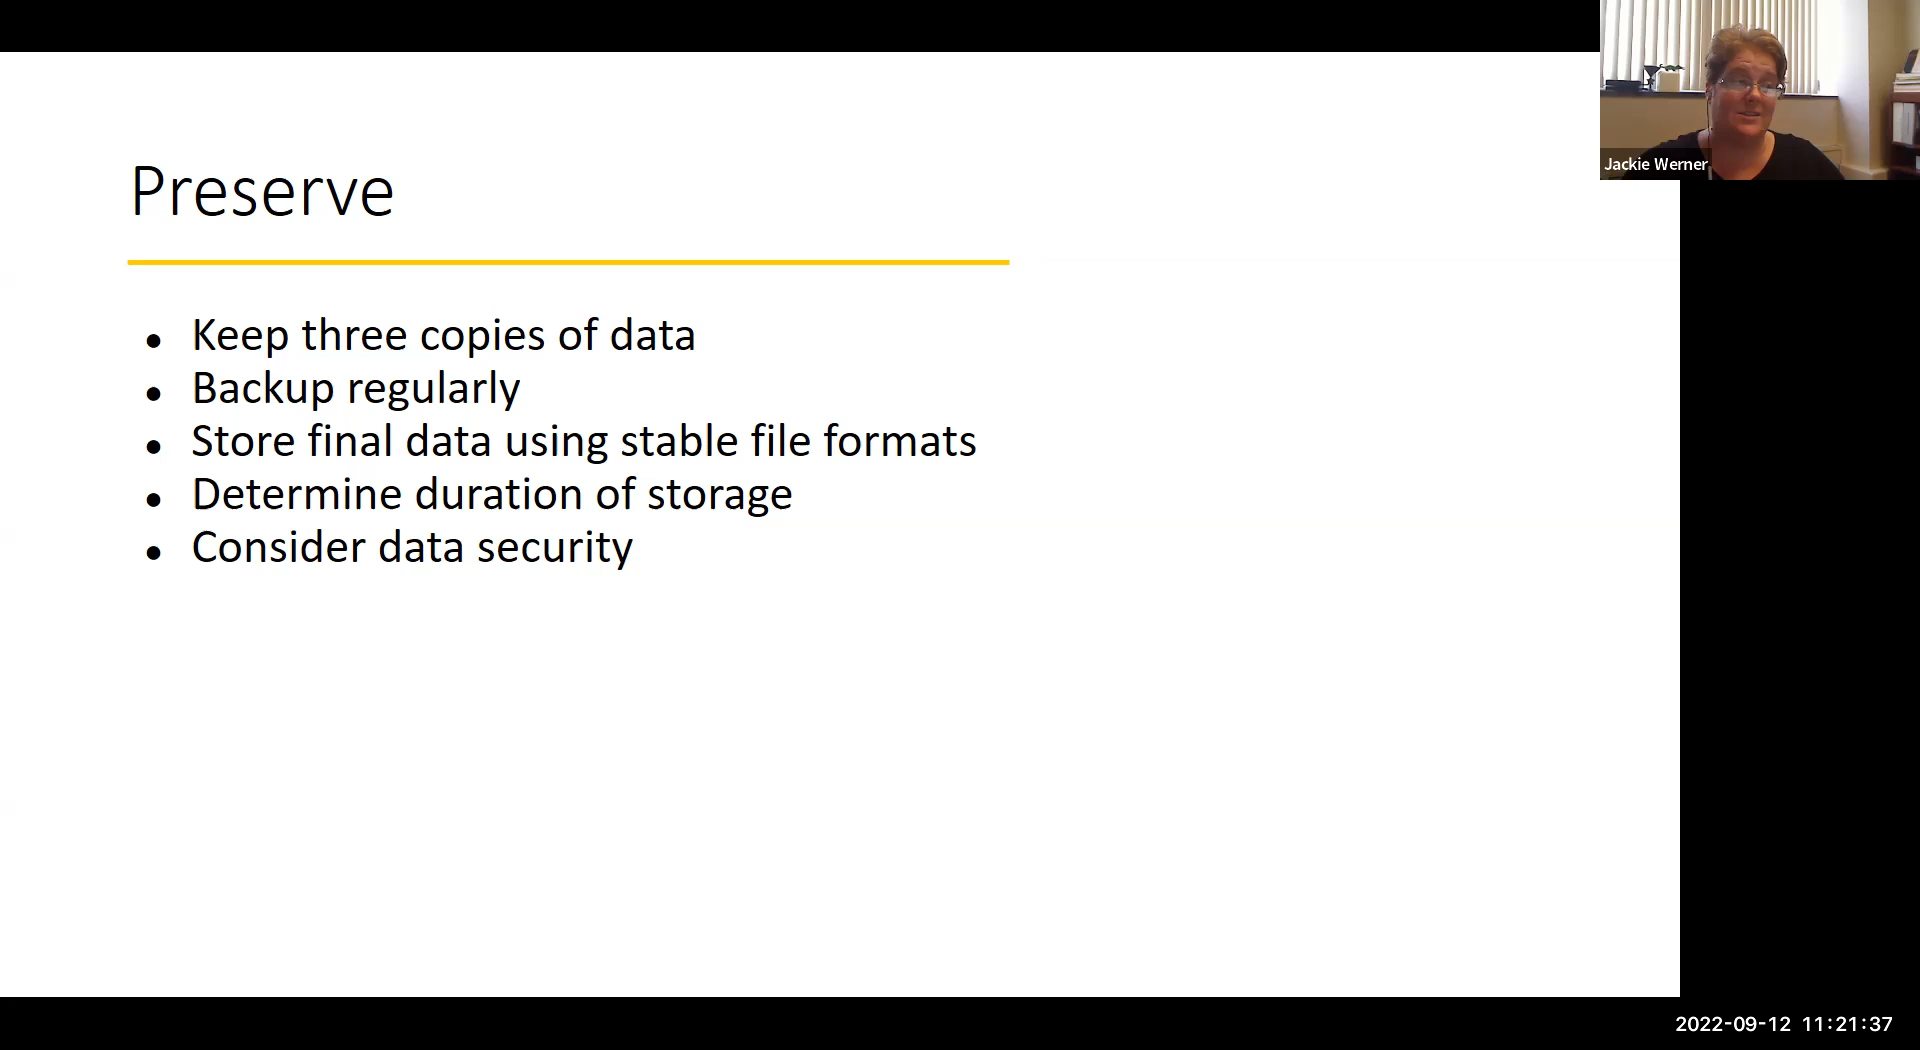 Preserve
Keep three copies of data
Backup regularly
Store final data using stable file formats
Determine duration of storage
Consider data security
Jackie Werner
2022-09-12 11:21:37